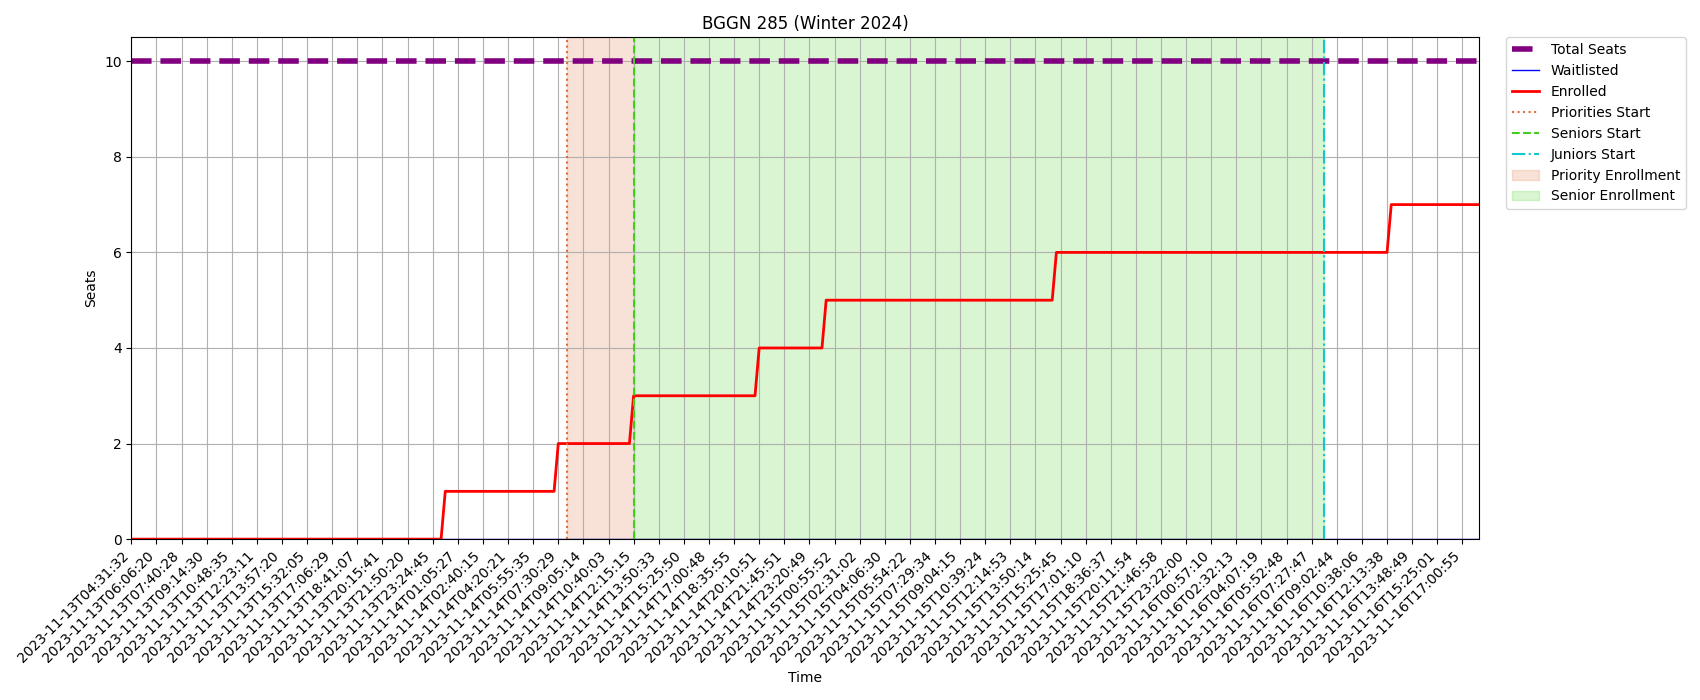 BGGN 285 (Winter 2024)
10
8
6
4
2
0
Seats
Total Seats
Waitlisted
Enrolled
Priorities Start
Seniors Start
Juniors Start
Priority Enrollment
Senior Enrollment
2023-11-13T04:31:32
2023-11-13T06:06:20
2023-11-13T07:40:28
2023-11-13T09:14:30
2023-11-13T10:48:35
2023-11-13T12:23:11
2023-11-13T13:57:20
2023-11-13T15:32:05
2023-11-13T17:06:29
2023-11-13T18:41:07
2023-11-13T20:15:41
2023-11-13T21:50:20
2023-11-13T23:24:45
2023-11-14T01:05:27
2023-11-14T02:40:15
2023-11-14T04:20:21
2023-11-14T05:55:35
2023-11-14T07:30:29
2023-11-14T09:05:14
2023-11-14T10:40:03
2023-11-14T12:15:15
2023-11-14T13:50:33
2023-11-14T15:25:50
2023-11-14T17:00:48
2023-11-14T18:35:55
2023-11-14T20:10:51
2023-11-14T21:45:51
2023-11-14T23:20:49
2023-11-15T00:55:52
2023-11-15T02:31:02
2023-11-15T04:06:30
2023-11-15T05:54:22
2023-11-15T07:29:34
2023-11-15T09:04:15
2023-11-15T10:39:24
2023-11-15T12:14:53
2023-11-15T13:50:14
2023-11-15T15:25:45
2023-11-15T17:01:10
2023-11-15T18:36:37
2023-11-15T20:11:54
2023-11-15T21:46:58
2023-11-15T23:22:00
2023-11-16T00:57:10
2023-11-16T02:32:13
2023-11-16T04:07:19
2023-11-16T05:52:48
2023-11-16T07:27:47
2023-11-16T09:02:44
2023-11-16T10:38:06
2023-11-16T12:13:38
2023-11-16T13:48:49
2023-11-16T15:25:01
2023-11-16T17:00:55
Time